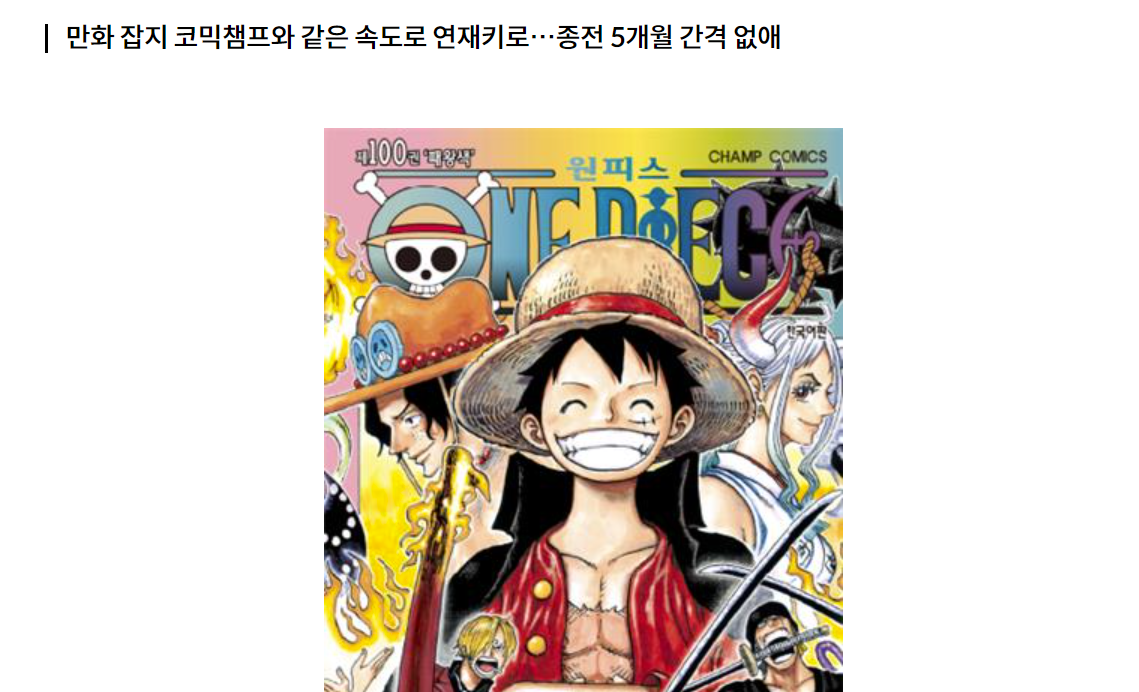 만화 잡지 코믹챔프와 같은 속도로 연재키로…종전 5개월 간격 없애
제100권 '패왕색'
CHAMP COMICS
원피스
ONE PIECE
한국어판